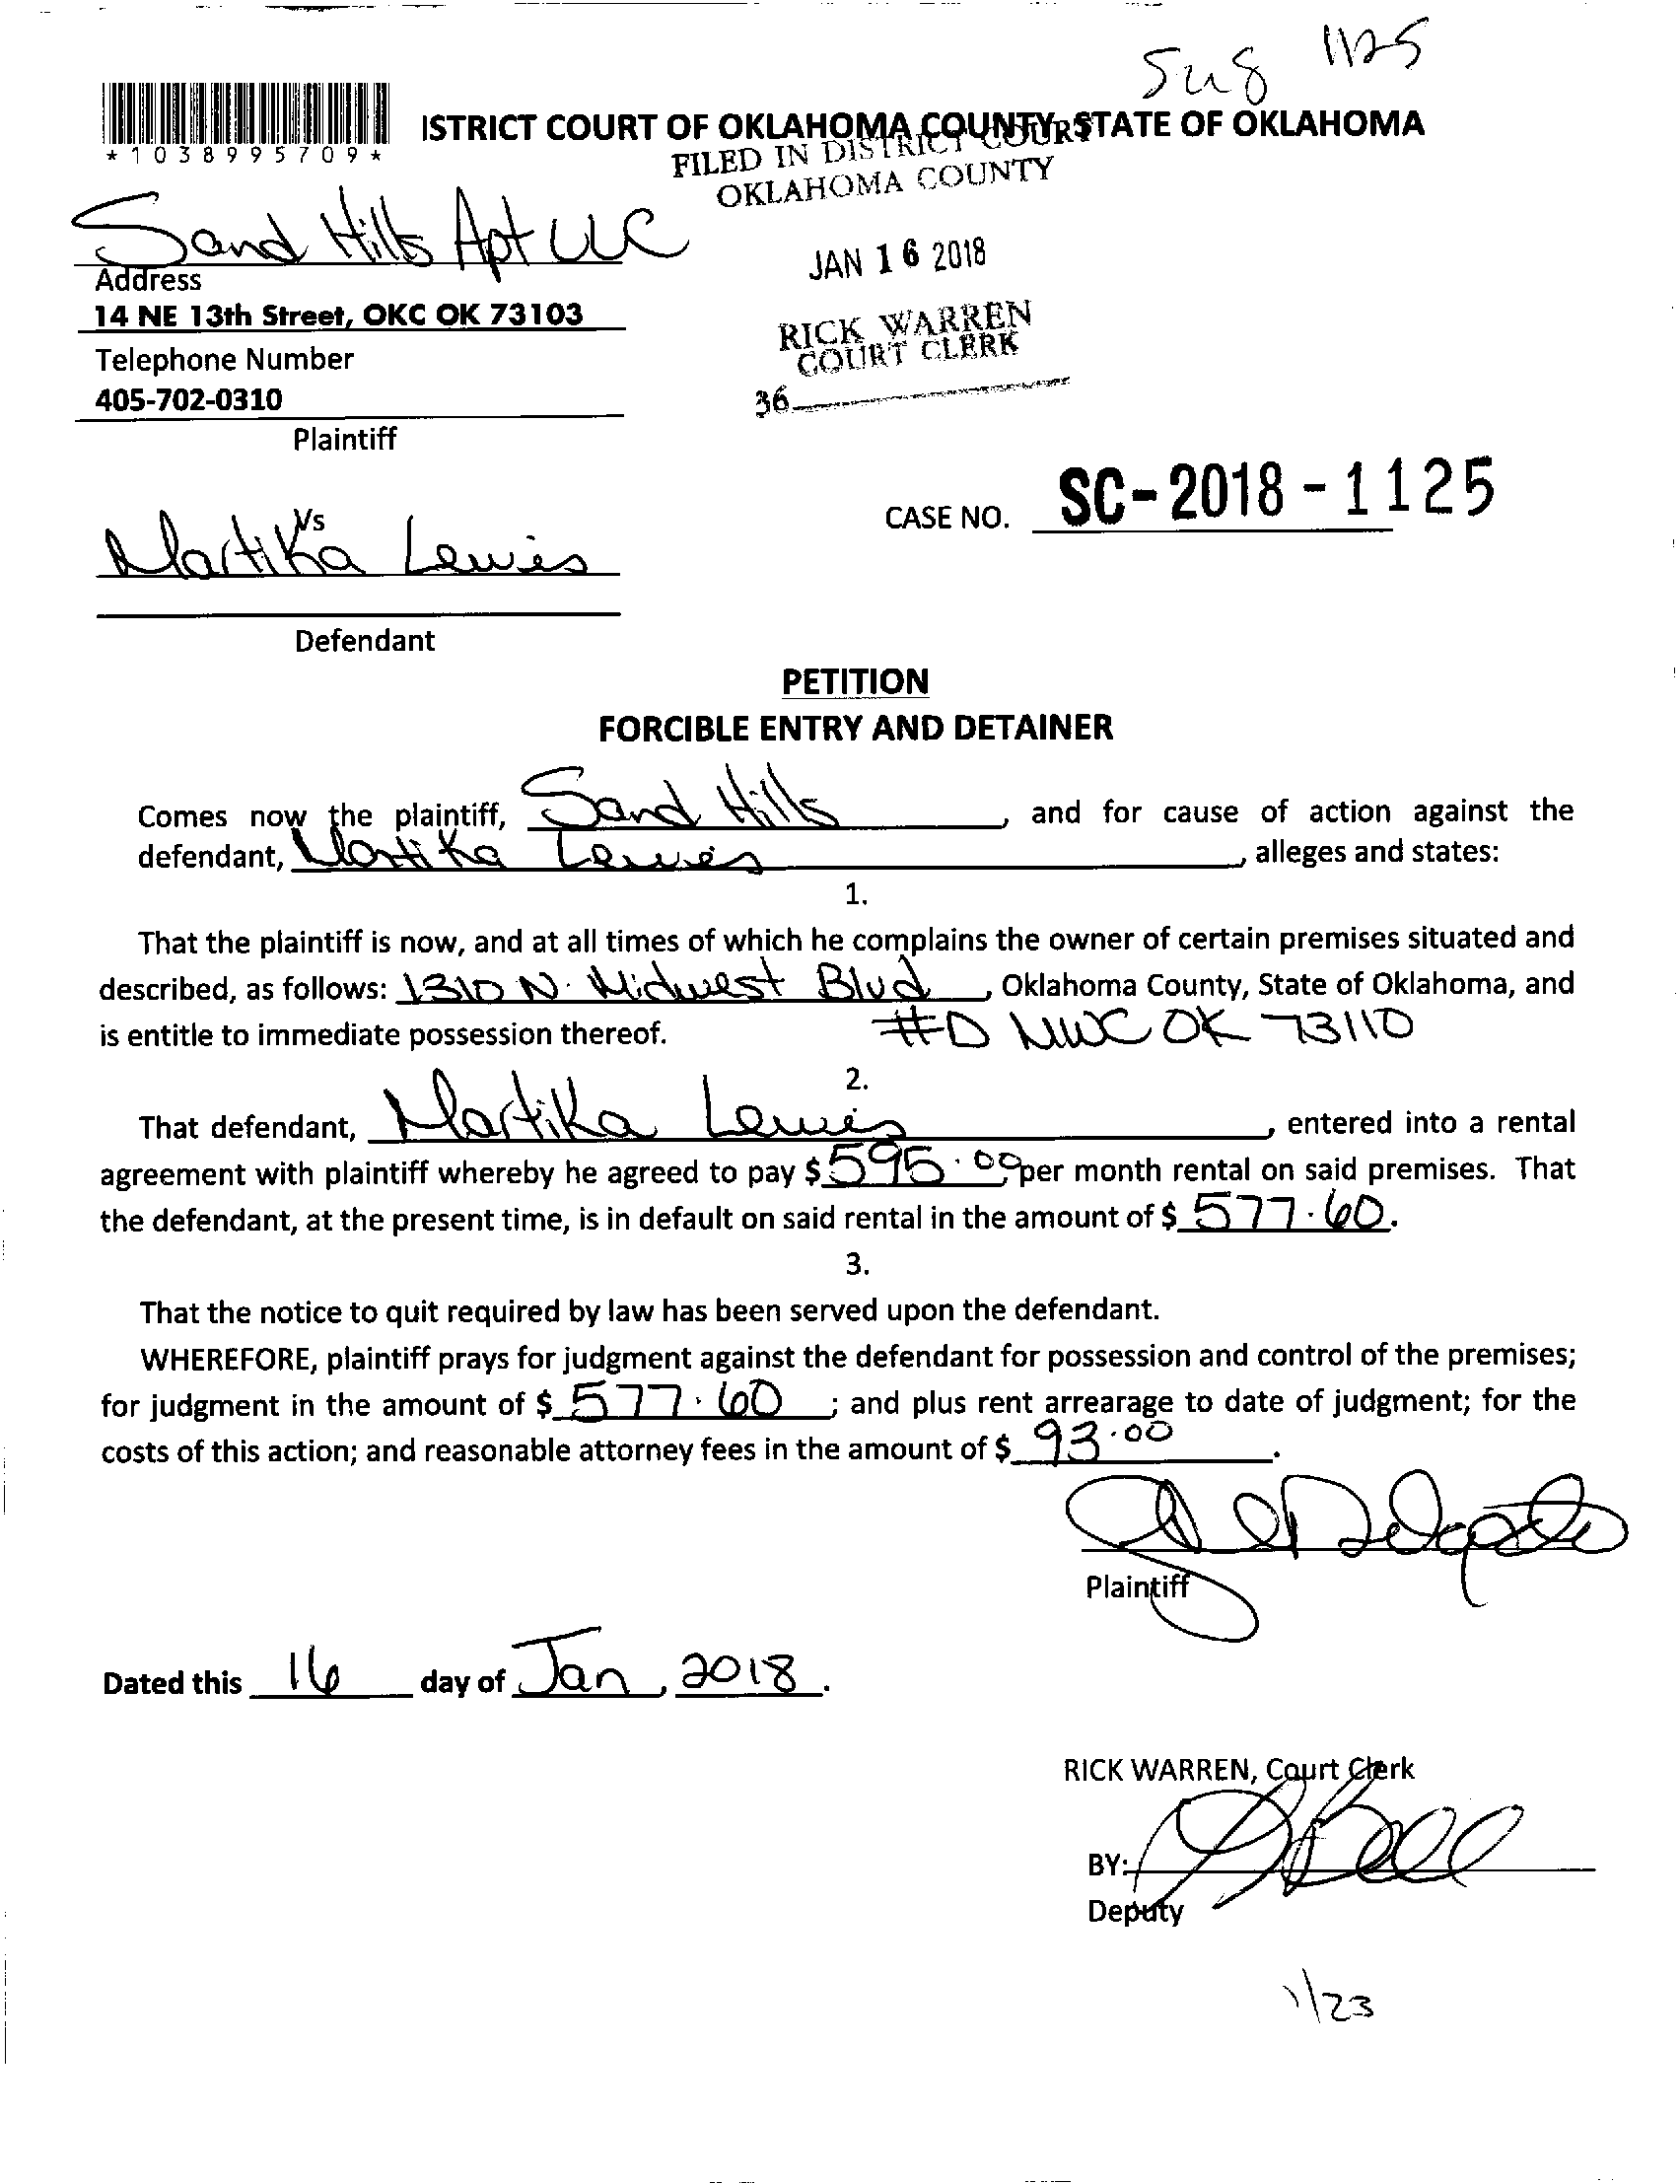 1125
*1038995709*
ISTRICT COURT OF OKLAHOMA COUNTY STATE OF OKLAHOMA
FILED IN DISTRICT COURT
OKLAHOMA COUNTY
Sand Hills Apt LLC
JAN 16 2018
Address
14 NE 13th Street, OKC OK 73103
RICK WARREN
COURT CLERK
Telephone Number
405-702-0310
36
Plaintiff
CASE NO. SC-2018-1125
Vs
Martika Lewis
Defendant
PETITION
FORCIBLE ENTRY AND DETAINER
Comes now the plaintiff, Sand Hills, and for cause of action against the
defendant, Martika Lewis, alleges and states:
1.
That the plaintiff is now, and at all times of which he complains the owner of certain premises situated and
described, as follows: 1310 N. Midwest Blvd, Oklahoma County, State of Oklahoma, and
is entitle to immediate possession thereof. #D MWC OK 73110
2.
That defendant, Martika Lewis, entered into a rental
agreement with plaintiff whereby he agreed to pay $595.00, per month rental on said premises. That
the defendant, at the present time, is in default on said rental in the amount of $577.60.
3.
That the notice to quit required by law has been served upon the defendant.
WHEREFORE, plaintiff prays for judgment against the defendant for possession and control of the premises;
for judgment in the amount of $577.60; and plus rent arrearage to date of judgment; for the
costs of this action; and reasonable attorney fees in the amount of $93.00.
Plaintiff
Dated this 16 day of Jan, 2018.
RICK WARREN, Court Clerk
BY:
Deputy
1/23